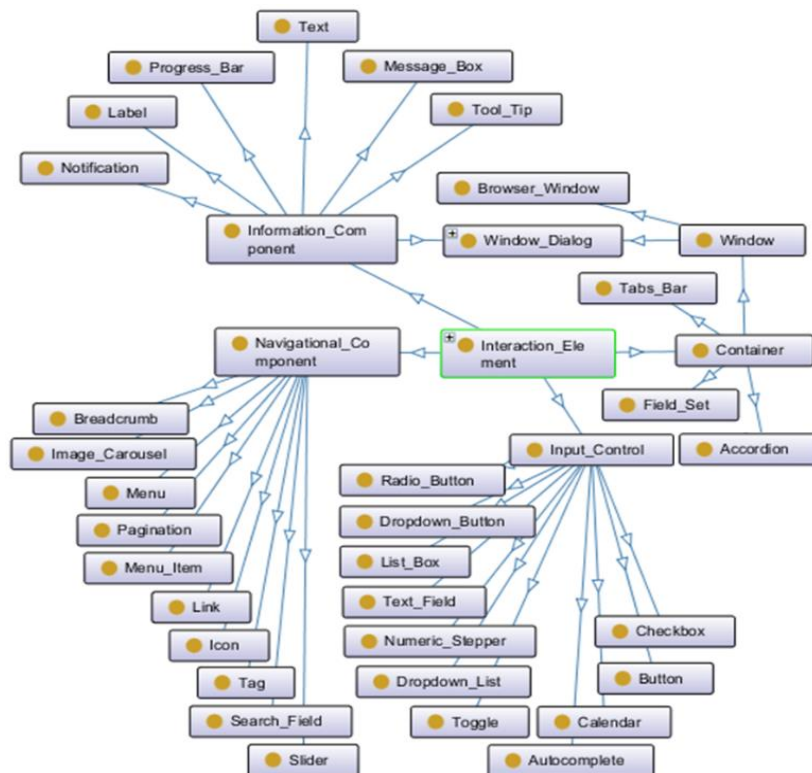 Text
Progress_Bar
Message_Box
Label
Tool_Tip
Notification
Browser_Window
Information_Com
ponent
Window_Dialog
Window
Tabs_Bar
Navigational_Co
mponent
Interaction_Ele
ment
Container
Field_Set
Breadcrumb
Image_Carousel
Input_Control
Accordion
Radio_Button
Menu
Dropdown_Button
Pagination
List_Box
Menu_Item
Text_Field
Link
Numeric_Stepper
Checkbox
Icon
Dropdown_List
Button
Tag
Search_Field
Toggle
Calendar
Slider
Autocomplete